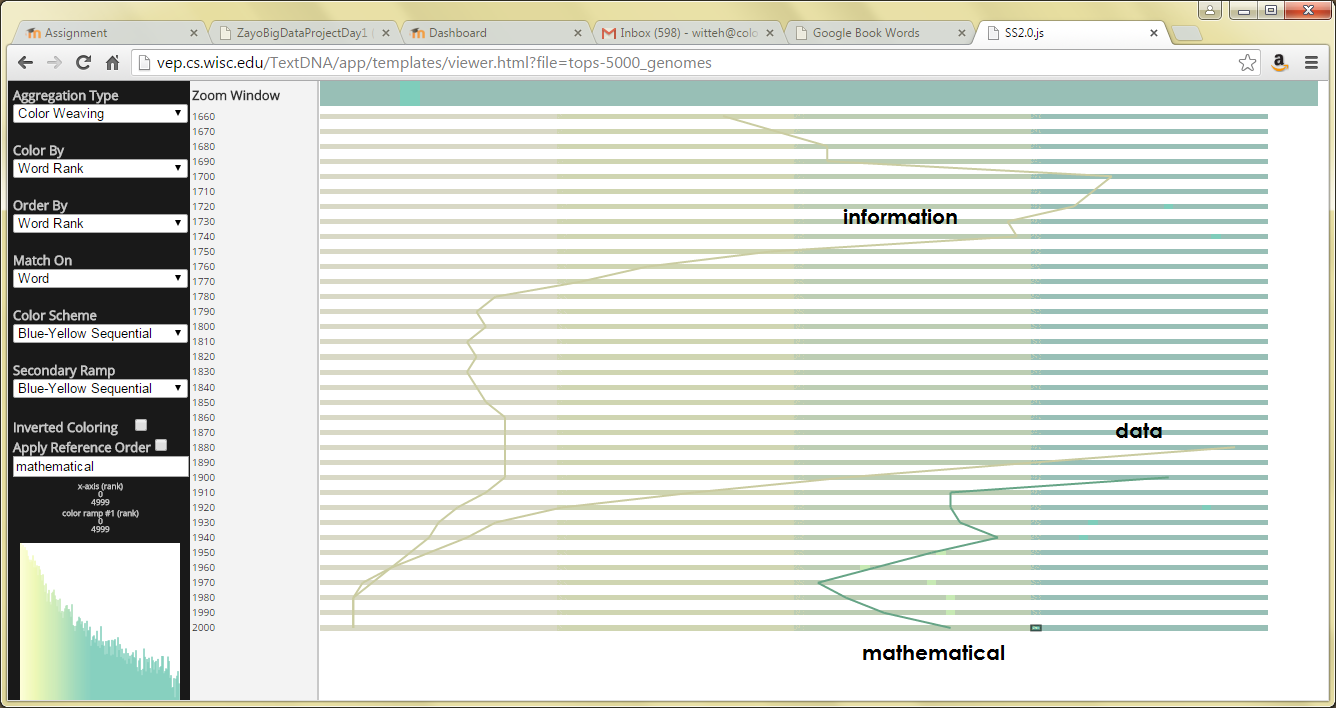 Assignment
ZayoBigDataProjectDay1
Dashboard
Inbox (598) - witteh@colo
Google Book Words
SS2.0.js
vep.cs.wisc.edu/TextDNA/app/templates/viewer.html?file=tops-5000_genomes
Aggregation Type
Color Weaving
Color By
Word Rank
Order By
Word Rank
Match On
Word
Color Scheme
Blue-Yellow Sequential
Secondary Ramp
Blue-Yellow Sequential
Inverted Coloring
Apply Reference Order
mathematical
x-axis (rank)
0
4999
color ramp #1 (rank)
0
4999
Zoom Window
1660
1670
1680
1690
1700
1710
1720
1730
1740
1750
1760
1770
1780
1790
1800
1810
1820
1830
1840
1850
1860
1870
1880
1890
1900
1910
1920
1930
1940
1950
1960
1970
1980
1990
2000
information
data
mathematical